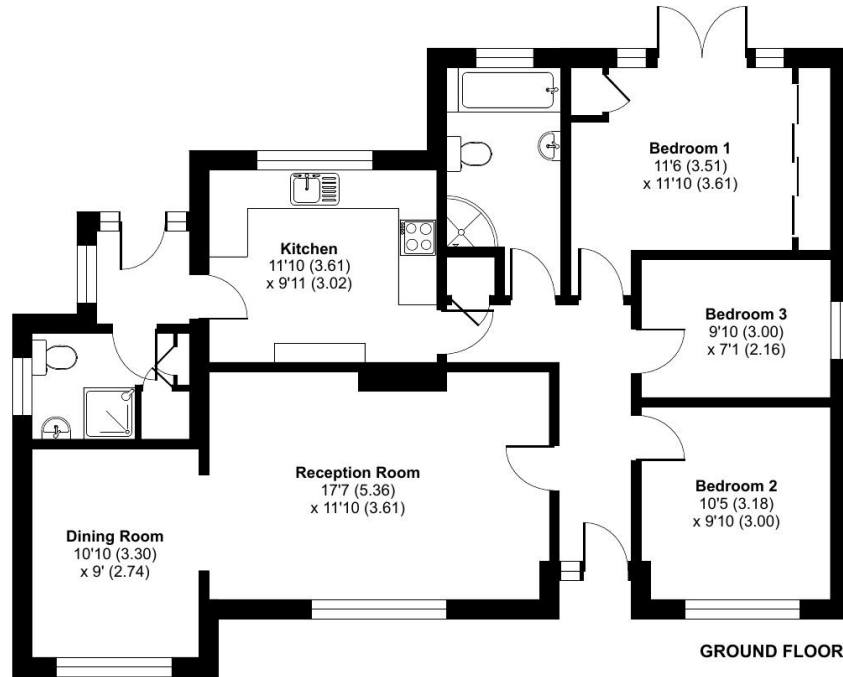 Bedroom 1
11'6 (3.51)
x 11'10 (3.61)
Kitchen
11'10 (3.61)
x 9'11 (3.02)
Bedroom 3
9'10 (3.00)
x 7'1 (2.16)
Reception Room
17'7 (5.36)
x 11'10 (3.61)
Bedroom 2
10'5 (3.18)
x 9'10 (3.00)
Dining Room
10'10 (3.30)
x 9' (2.74)
GROUND FLOOR